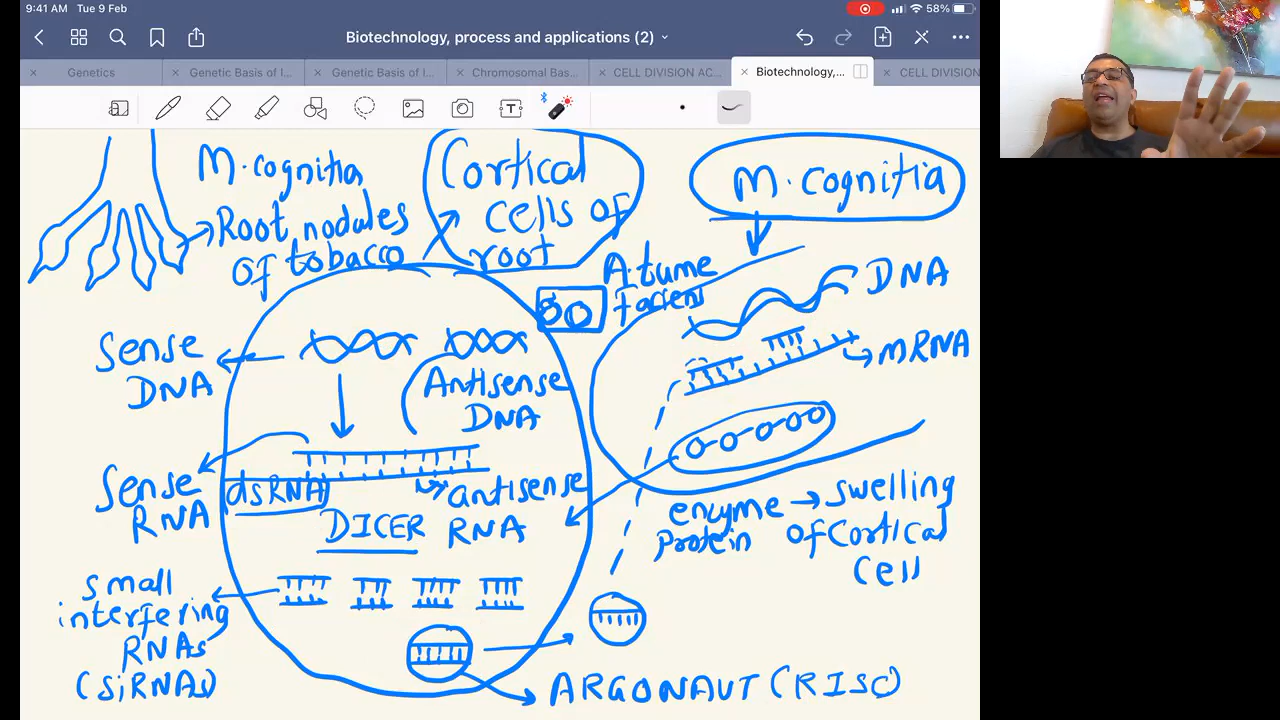 9:41 AM Tue 9 Feb
58%
Biotechnology, process and applications (2)
Genetics
Genetic Basis of I...
Genetic Basis of I...
Chromosomal Bas...
CELL DIVISION AC...
Biotechnology,...
CELL DIVISION
M.cognitia
Root nodules
of tobacco
Cortical
cells of
root
M.cognitia
A.tume
facien
DNA
mRNA
Sense
DNA
Antisense
DNA
Sense
RNA
dsRNA
antisense
RNA
DICER
enzyme → swelling
protein of Cortical
Cell
small
interfering
RNAs
(siRNAs)
ARGONAUT (RISC)